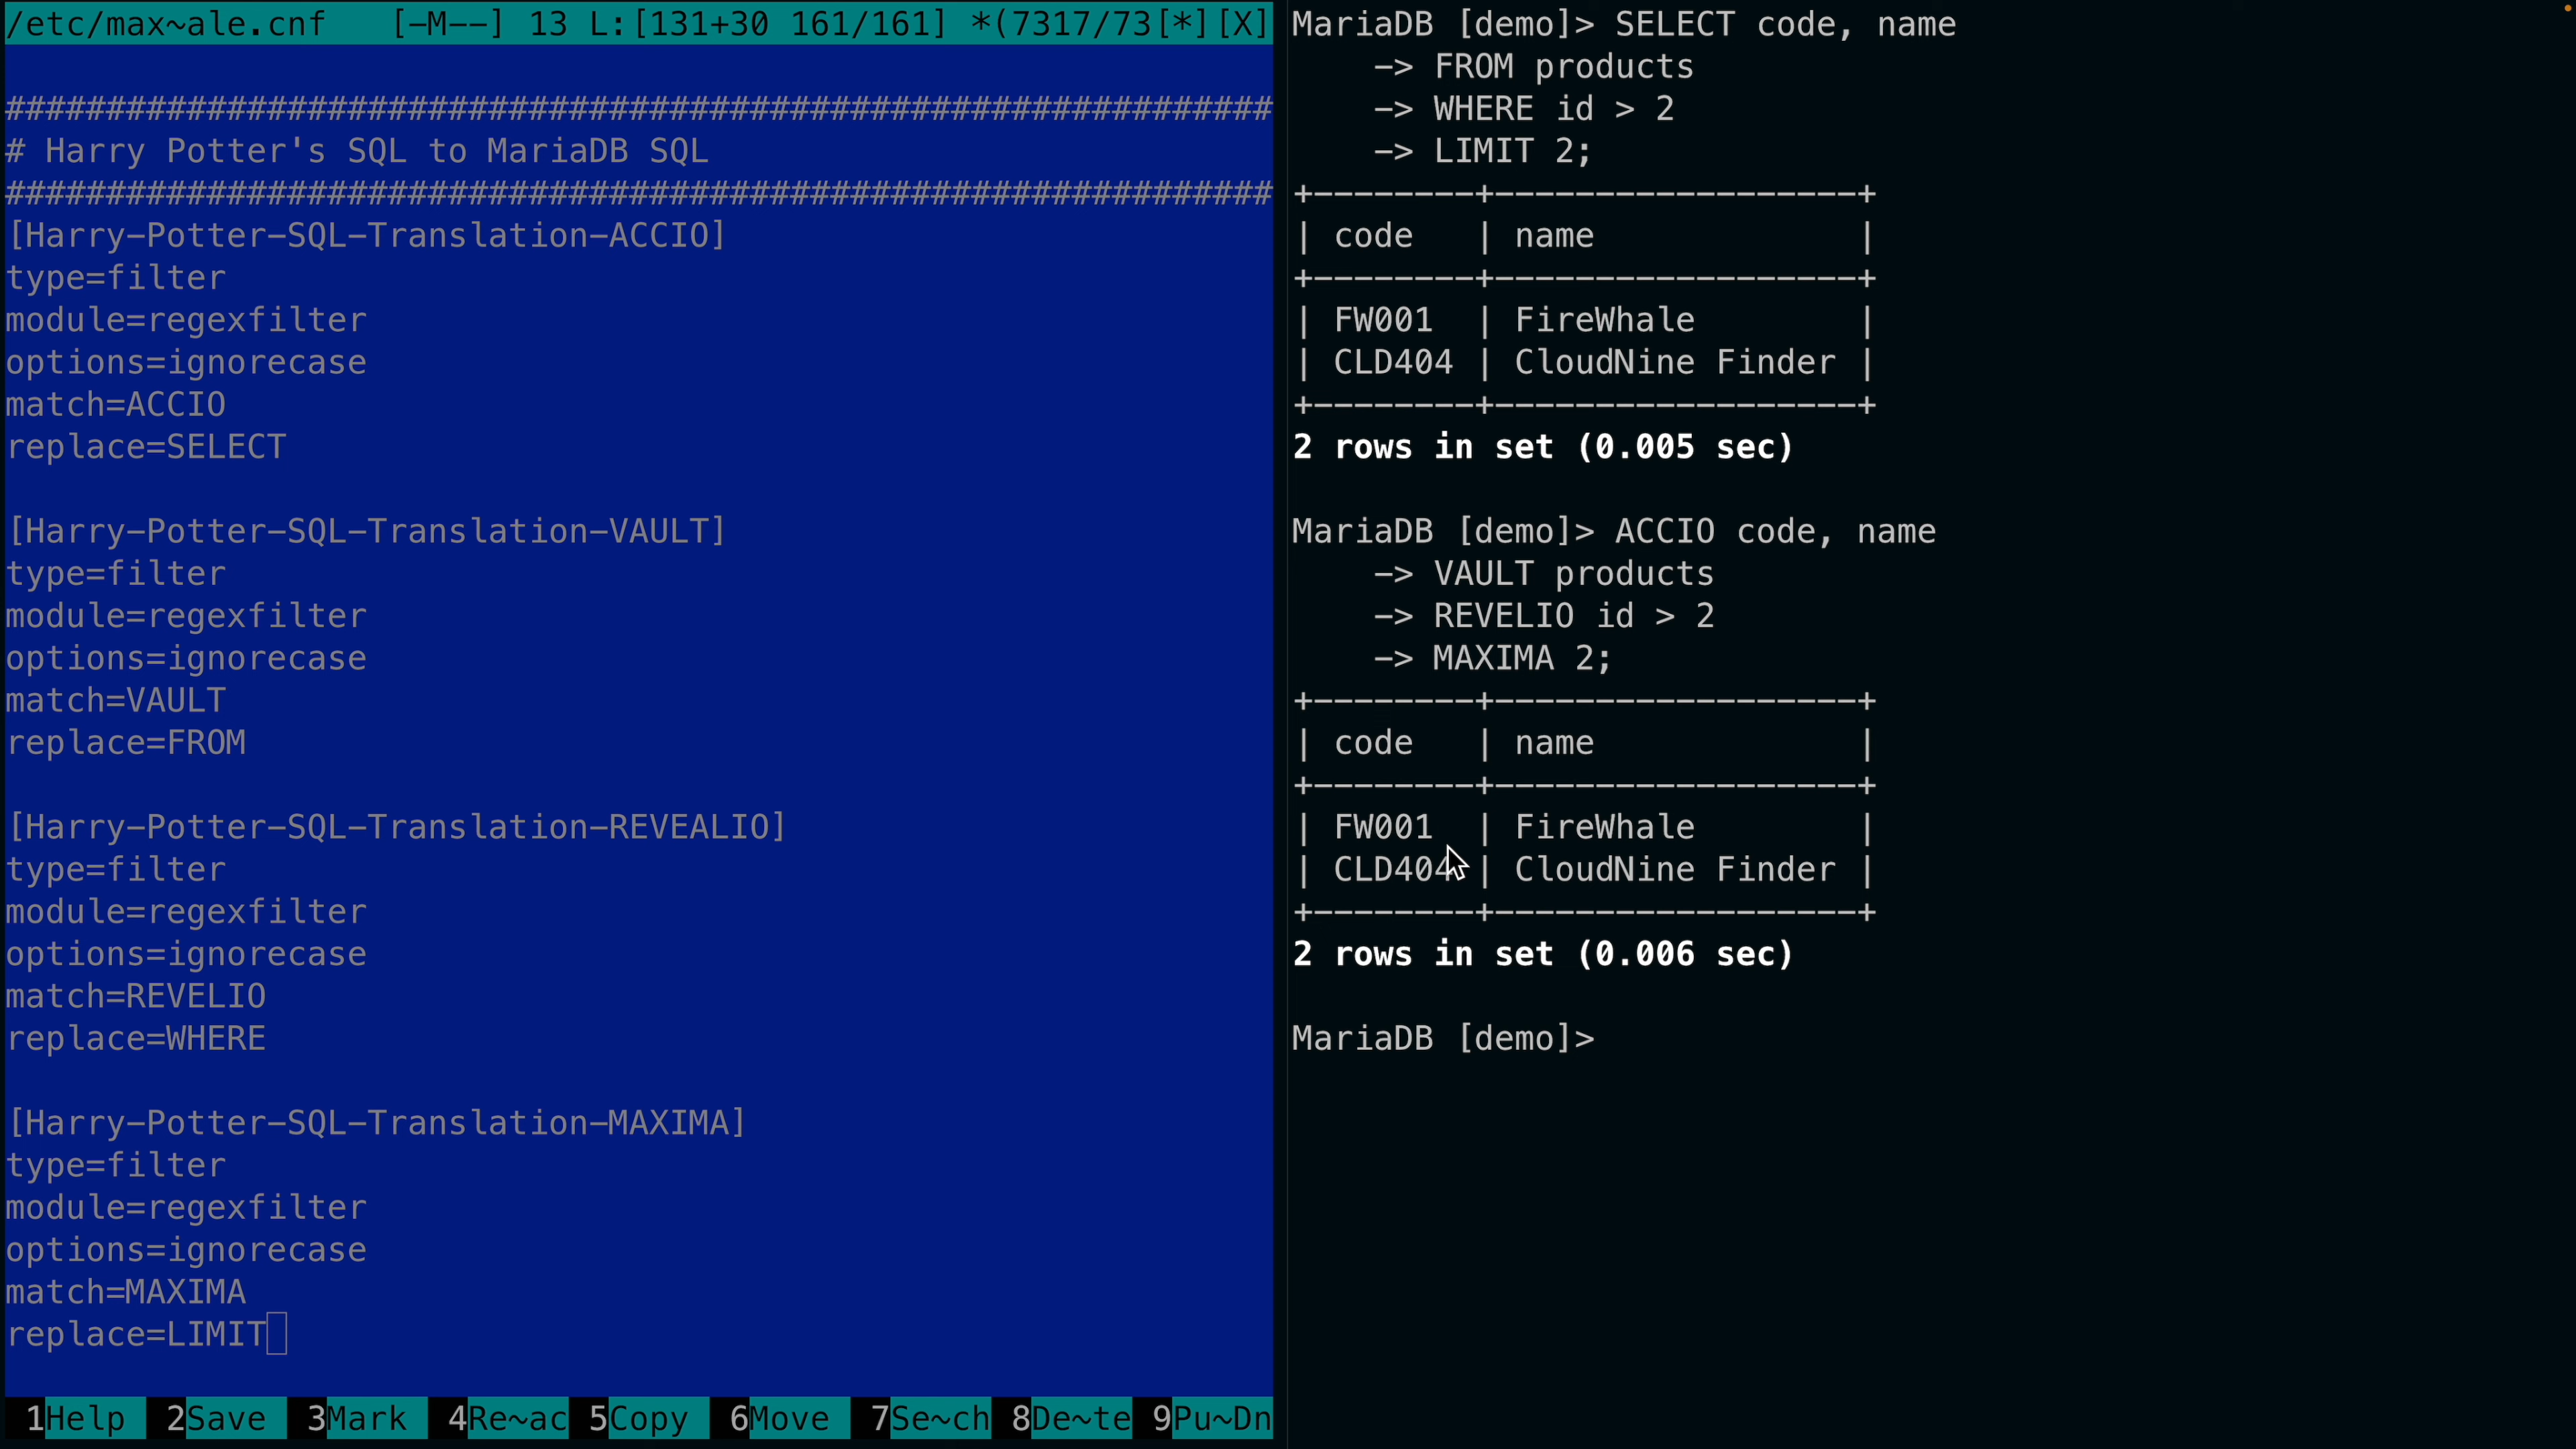 /etc/max~ale.cnf   [-M--] 13 L:[131+30 161/161] *(7317/73[*][X]
###############################################################
# Harry Potter's SQL to MariaDB SQL
###############################################################
[Harry-Potter-SQL-Translation-ACCIO]
type=filter
module=regexfilter
options=ignorecase
match=ACCIO
replace=SELECT
[Harry-Potter-SQL-Translation-VAULT]
type=filter
module=regexfilter
options=ignorecase
match=VAULT
replace=FROM
[Harry-Potter-SQL-Translation-REVEALIO]
type=filter
module=regexfilter
options=ignorecase
match=REVELIO
replace=WHERE
[Harry-Potter-SQL-Translation-MAXIMA]
type=filter
module=regexfilter
options=ignorecase
match=MAXIMA
replace=LIMIT
1Help 2Save 3Mark 4Re~ac 5Copy 6Move 7Se~ch 8De~te 9Pu~Dn
MariaDB [demo]> SELECT code, name
    -> FROM products
    -> WHERE id > 2
    -> LIMIT 2;
+--------+-----------------+
| code   | name            |
+--------+-----------------+
| FW001  | FireWhale       |
| CLD404 | CloudNine Finder |
+--------+-----------------+
2 rows in set (0.005 sec)
MariaDB [demo]> ACCIO code, name
    -> VAULT products
    -> REVELIO id > 2
    -> MAXIMA 2;
+--------+-----------------+
| code   | name            |
+--------+-----------------+
| FW001  | FireWhale       |
| CLD404 | CloudNine Finder |
+--------+-----------------+
2 rows in set (0.006 sec)
MariaDB [demo]>